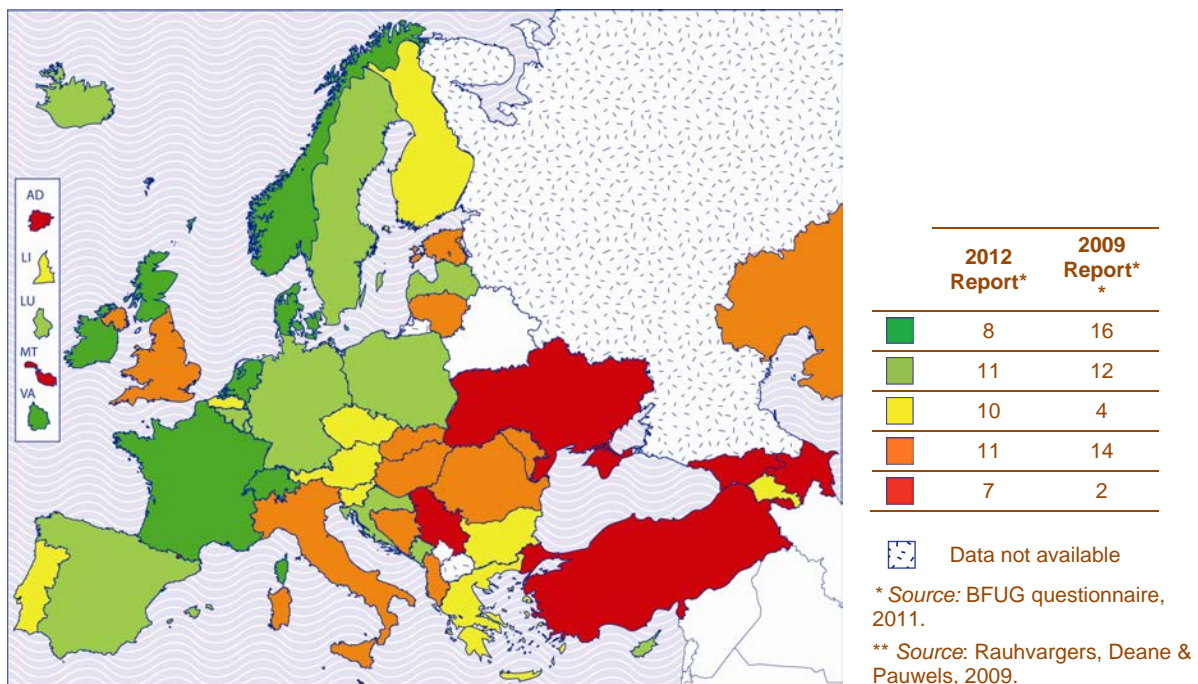 AD
LI
LU
MT
VA
2012 2009
Report* Report*
*
8 16
11 12
10 4
11 14
7 2
Data not available
* Source: BFUG questionnaire,
2011.
** Source: Rauhvargers, Deane &
Pauwels, 2009.